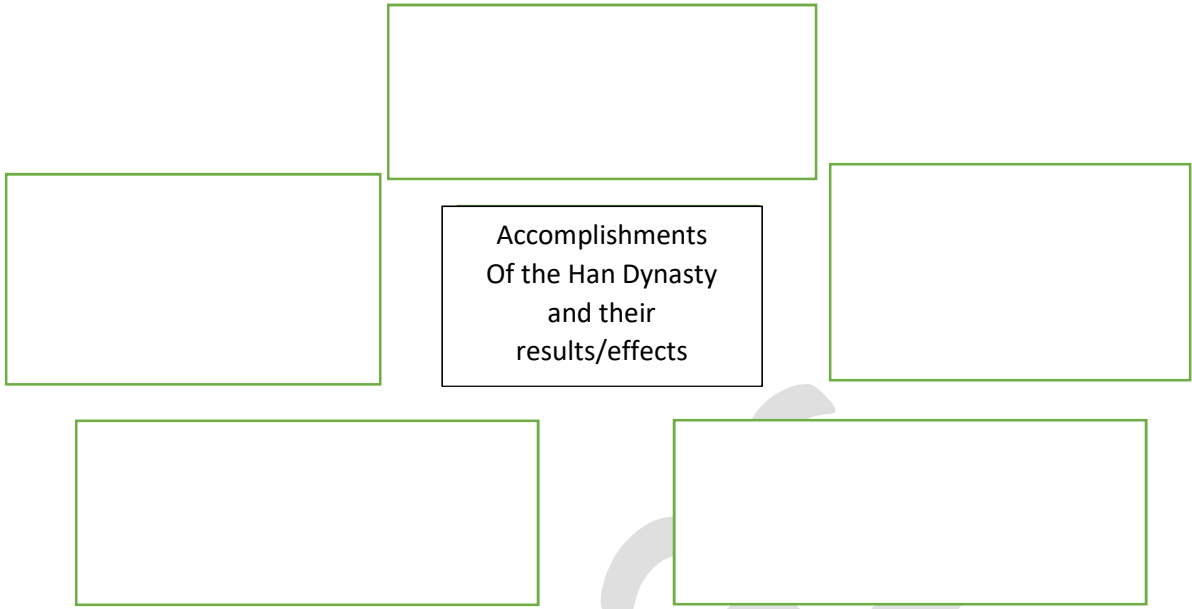 Accomplishments
Of the Han Dynasty
and their
results/effects